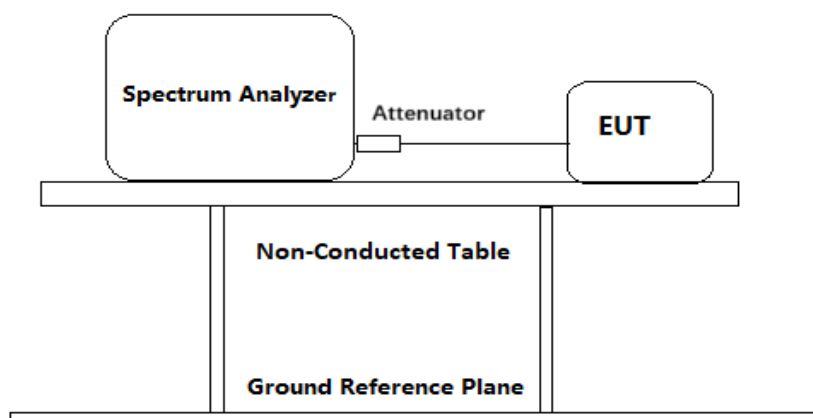 Spectrum Analyzer
Attenuator
EUT
Non-Conducted Table
Ground Reference Plane